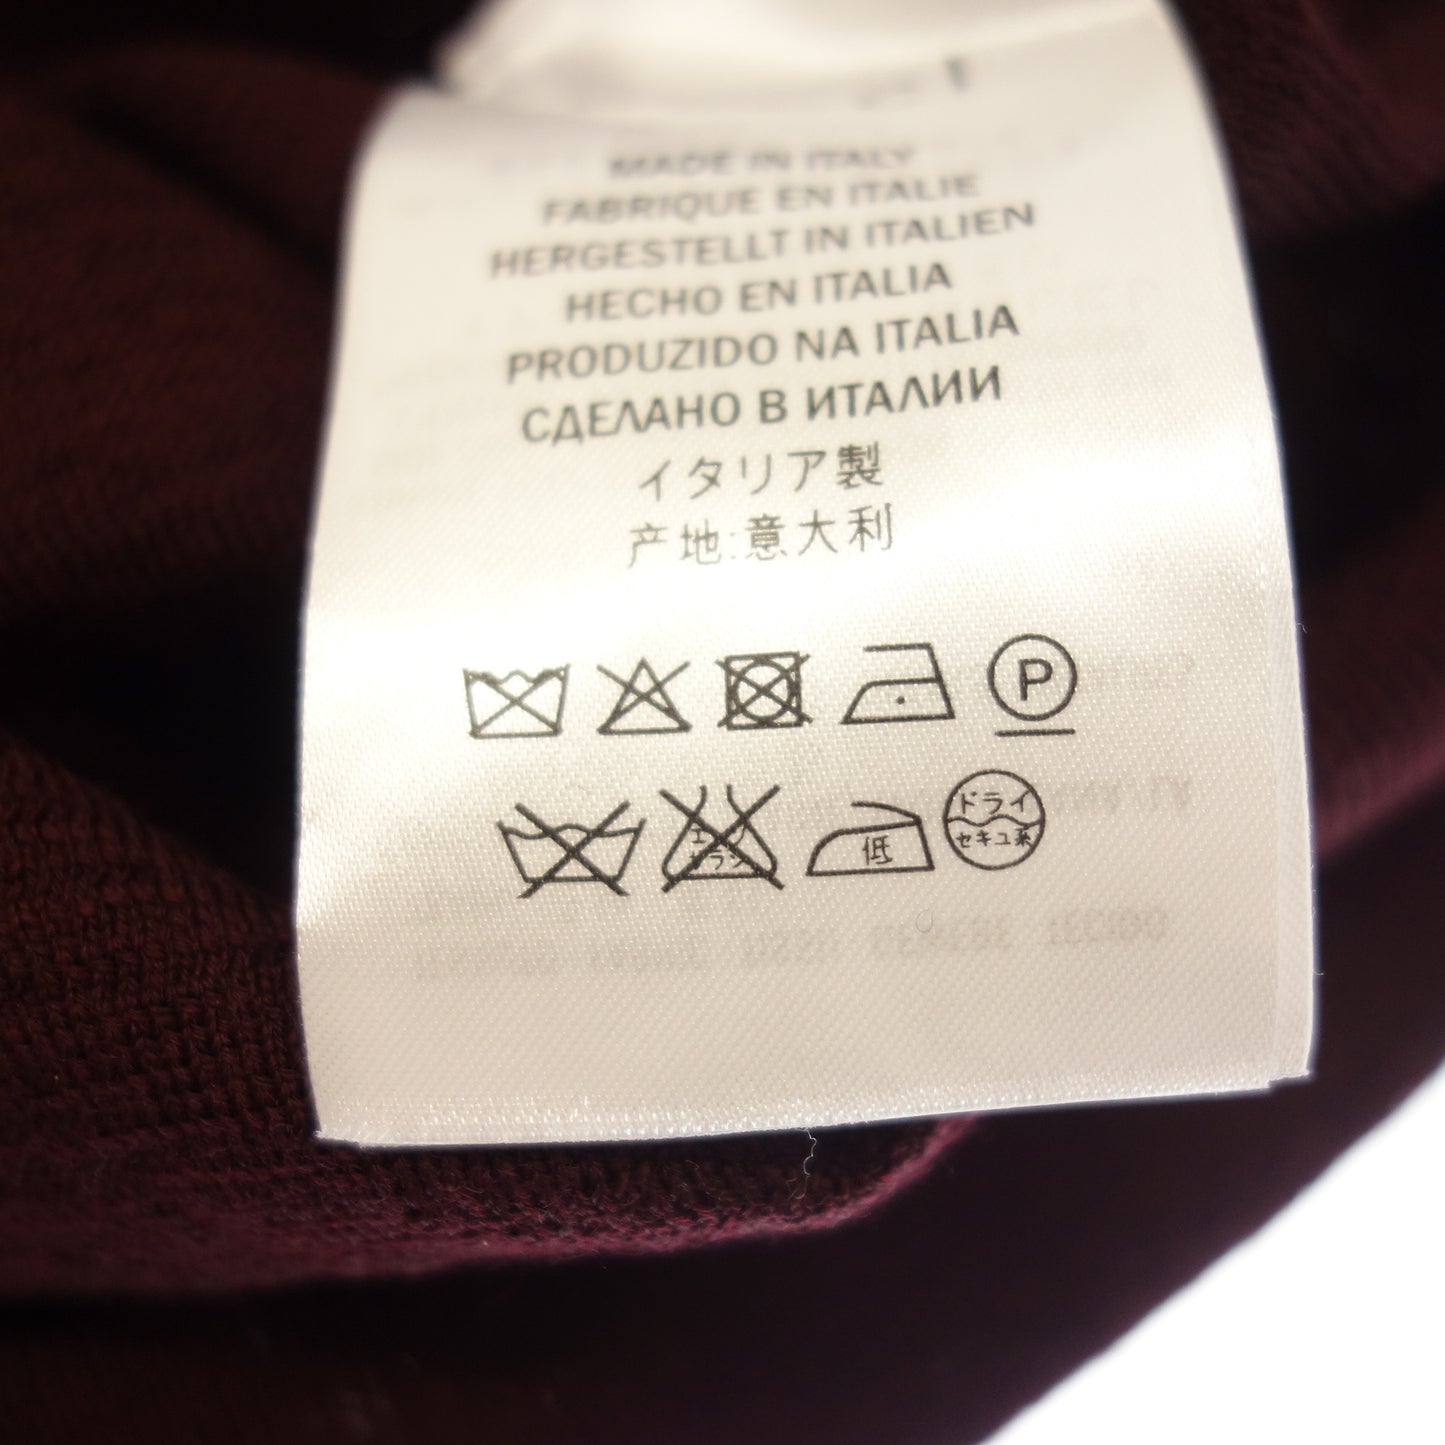 MADE IN ITALY
FABRIQUE EN ITALIE
HERGESTELLT IN ITALIEN
HECHO EN ITALIA
PRODUZIDO NA ITALIA
СДЕЛАНО В ИТАЛИИ
イタリア製
产地:意大利
P
低
ドライ
セキユ系